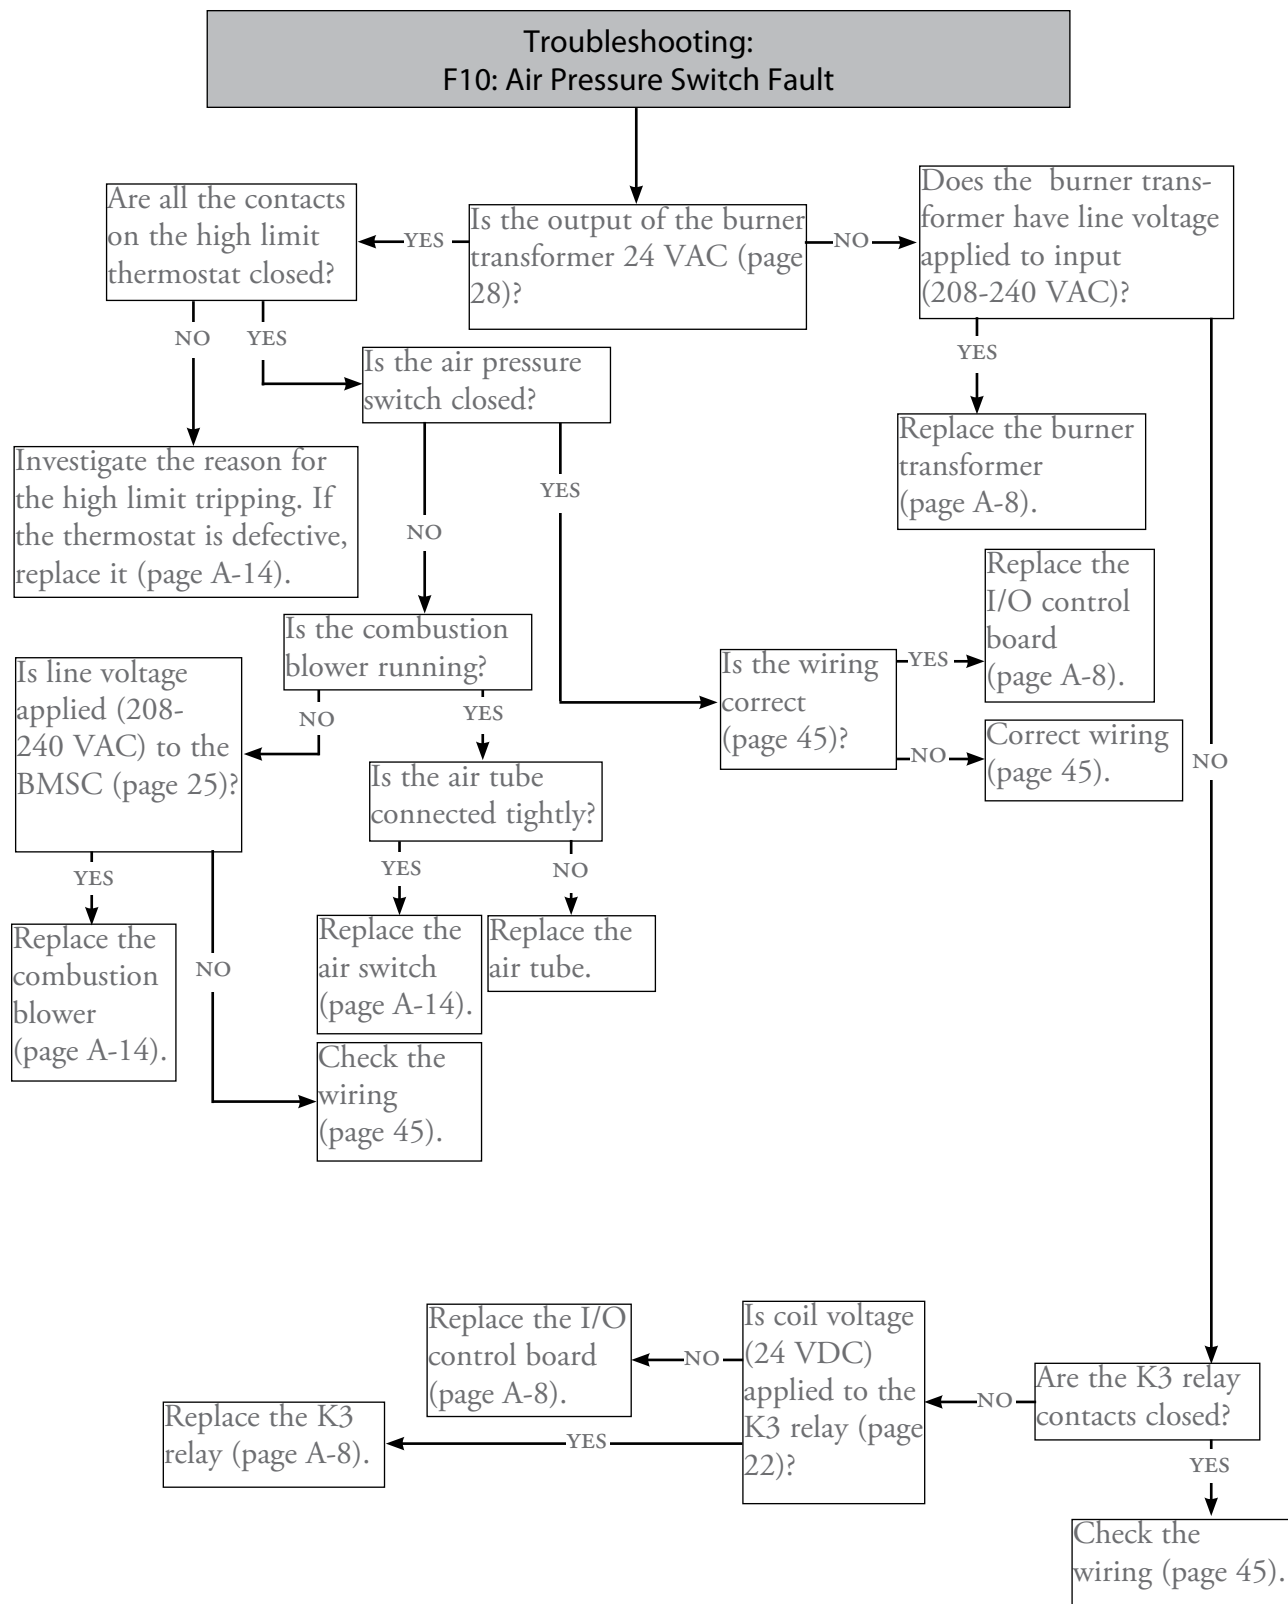 Troubleshooting:
F10: Air Pressure Switch Fault
Are all the contacts
on the high limit
thermostat closed?
YES
Is the output of the burner
transformer 24 VAC (page
28)?
NO
Does the burner trans-
former have line voltage
applied to input
(208-240 VAC)?
NO
YES
Is the air pressure
switch closed?
YES
Replace the burner
transformer
(page A-8).
Investigate the reason for
the high limit tripping. If
the thermostat is defective,
replace it (page A-14).
NO
YES
Is the combustion
blower running?
Is the wiring
correct
(page 45)?
YES
Replace the
I/O control
board
(page A-8).
NO
Correct wiring
(page 45).
NO
Is line voltage
applied (208-
240 VAC) to the
BMSC (page 25)?
NO
YES
Is the air tube
connected tightly?
YES
NO
YES
NO
Replace the
combustion
blower
(page A-14).
Replace the
air switch
(page A-14).
Replace the
air tube.
Check the
wiring
(page 45).
Replace the I/O
control board
(page A-8).
NO
Is coil voltage
(24 VDC)
applied to the
K3 relay (page
22)?
NO
Are the K3 relay
contacts closed?
Replace the K3
relay (page A-8).
YES
YES
Check the
wiring (page 45).